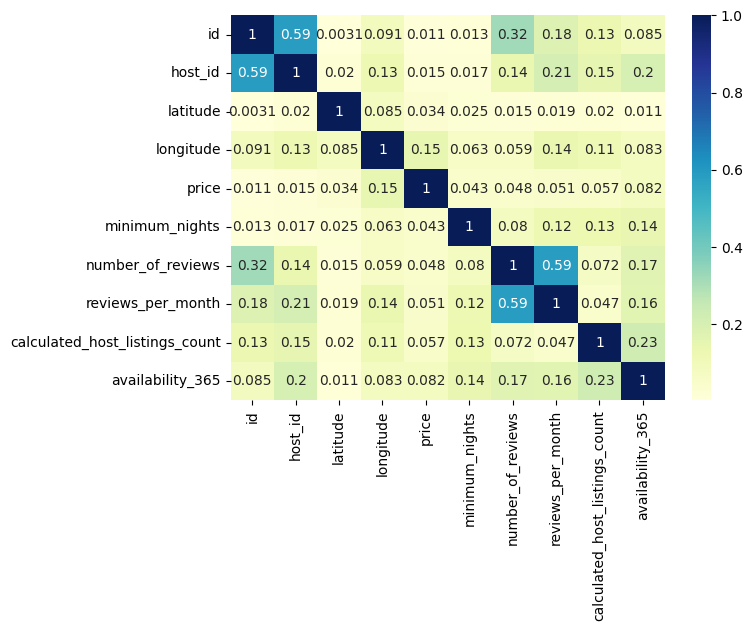 id 1 0.59 0.0031 0.091 0.011 0.013 0.32 0.18 0.13 0.085
host_id 0.59 1 0.02 0.13 0.015 0.017 0.14 0.21 0.15 0.2
latitude 0.0031 0.02 1 0.085 0.034 0.025 0.015 0.019 0.02 0.011
longitude 0.091 0.13 0.085 1 0.15 0.063 0.059 0.14 0.11 0.083
price 0.011 0.015 0.034 0.15 1 0.043 0.048 0.051 0.057 0.082
minimum_nights 0.013 0.017 0.025 0.063 0.043 1 0.08 0.12 0.13 0.14
number_of_reviews 0.32 0.14 0.015 0.059 0.048 0.08 1 0.59 0.072 0.17
reviews_per_month 0.18 0.21 0.019 0.14 0.051 0.12 0.59 1 0.047 0.16
calculated_host_listings_count 0.13 0.15 0.02 0.11 0.057 0.13 0.072 0.047 1 0.23
availability_365 0.085 0.2 0.011 0.083 0.082 0.14 0.17 0.16 0.23 1
id
host_id
latitude
longitude
price
minimum_nights
number_of_reviews
reviews_per_month
calculated_host_listings_count
availability_365
1.0
0.8
0.6
0.4
0.2